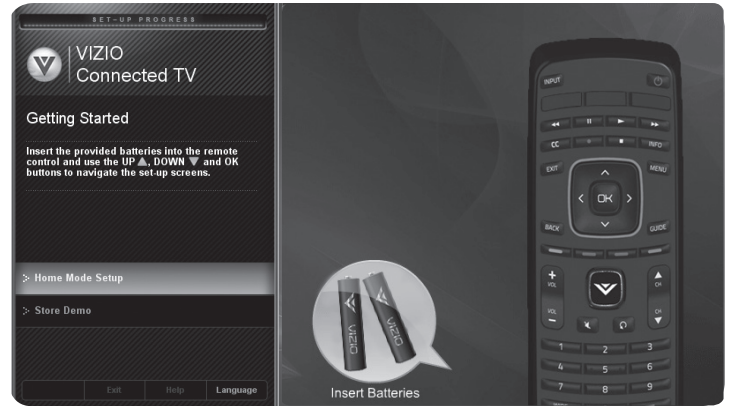 SET-UP PROGRESS
VIZIO
Connected TV
Getting Started
Insert the provided batteries into the remote
control and use the UP ▲, DOWN ▼ and OK
buttons to navigate the set-up screens.
> Home Mode Setup
> Store Demo
Exit Help Language
VIZIO
VIZIO
Insert Batteries
INPUT
CC INFO
EXIT MENU
OK
BACK GUIDE
+ VOL CH
VOL - CH
1 2 3
4 5 6
7 8 9